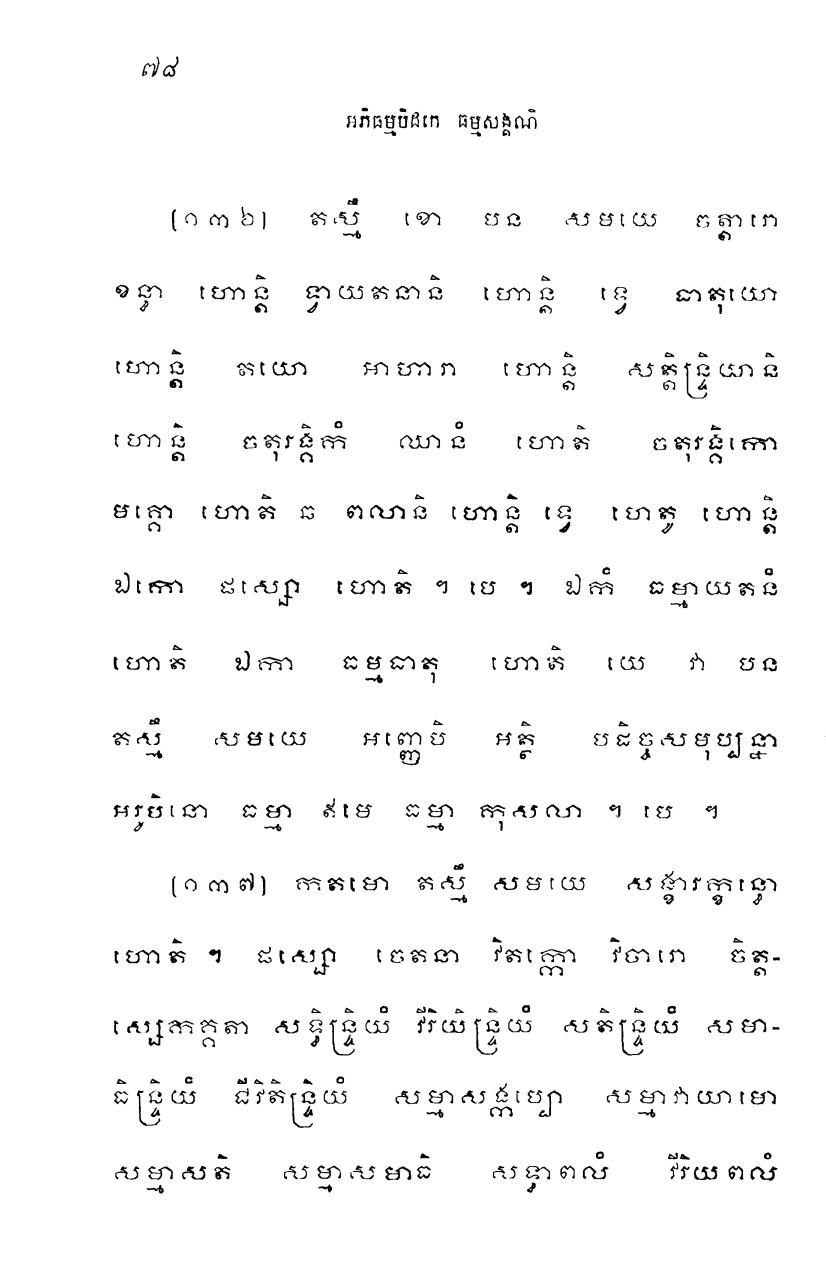 ៧៨
អភិធម្មបិដកេ ធម្មសង្គណិ
(១៣៦) តស្មឹ ខោ បន សមយេ ចត្តារោ
ខន្ធា ហោន្តិ ទ្វាយតនានិ ហោន្តិ ទ្វេ ធាតុយោ
ហោន្តិ តយោ អាហារា ហោន្តិ សត្តិន្ទ្រិយានិ
ហោន្តិ ចតុរង្គិកំ ឈានំ ហោតិ ចតុរង្គិកោ
មគ្គោ ហោតិ ឆ ពលានិ ហោន្តិ ទ្វេ ហេតូ ហោន្តិ
ឯកោ ផស្សោ ហោតិ ។ បេ ។ ឯកំ ធម្មាយតនំ
ហោតិ ឯកា ធម្មធាតុ ហោតិ យេ វា បន
តស្មឹ សមយេ អញ្ញេបិ អត្ថិ បដិច្ចសមុប្បន្នា
អរូបិនោ ធម្មា ឥមេ ធម្មា កុសលា ។ បេ ។
(១៣៧) កតមោ តស្មឹ សមយេ សង្ខារក្ខន្ធោ
ហោតិ ។ ផស្សោ ចេតនា វិតក្កោ វិចារោ ចិត្ត-
ស្សេកគ្គតា សទ្ធិន្ទ្រិយំ វីរិយិន្ទ្រិយំ សតិន្ទ្រិយំ សមា-
ធិន្ទ្រិយំ ជីវិតិន្ទ្រិយំ សម្មាសង្កប្បោ សម្មាវាយាមោ
សម្មាសតិ សម្មាសមាធិ សទ្ធាពលំ វីរិយពលំ